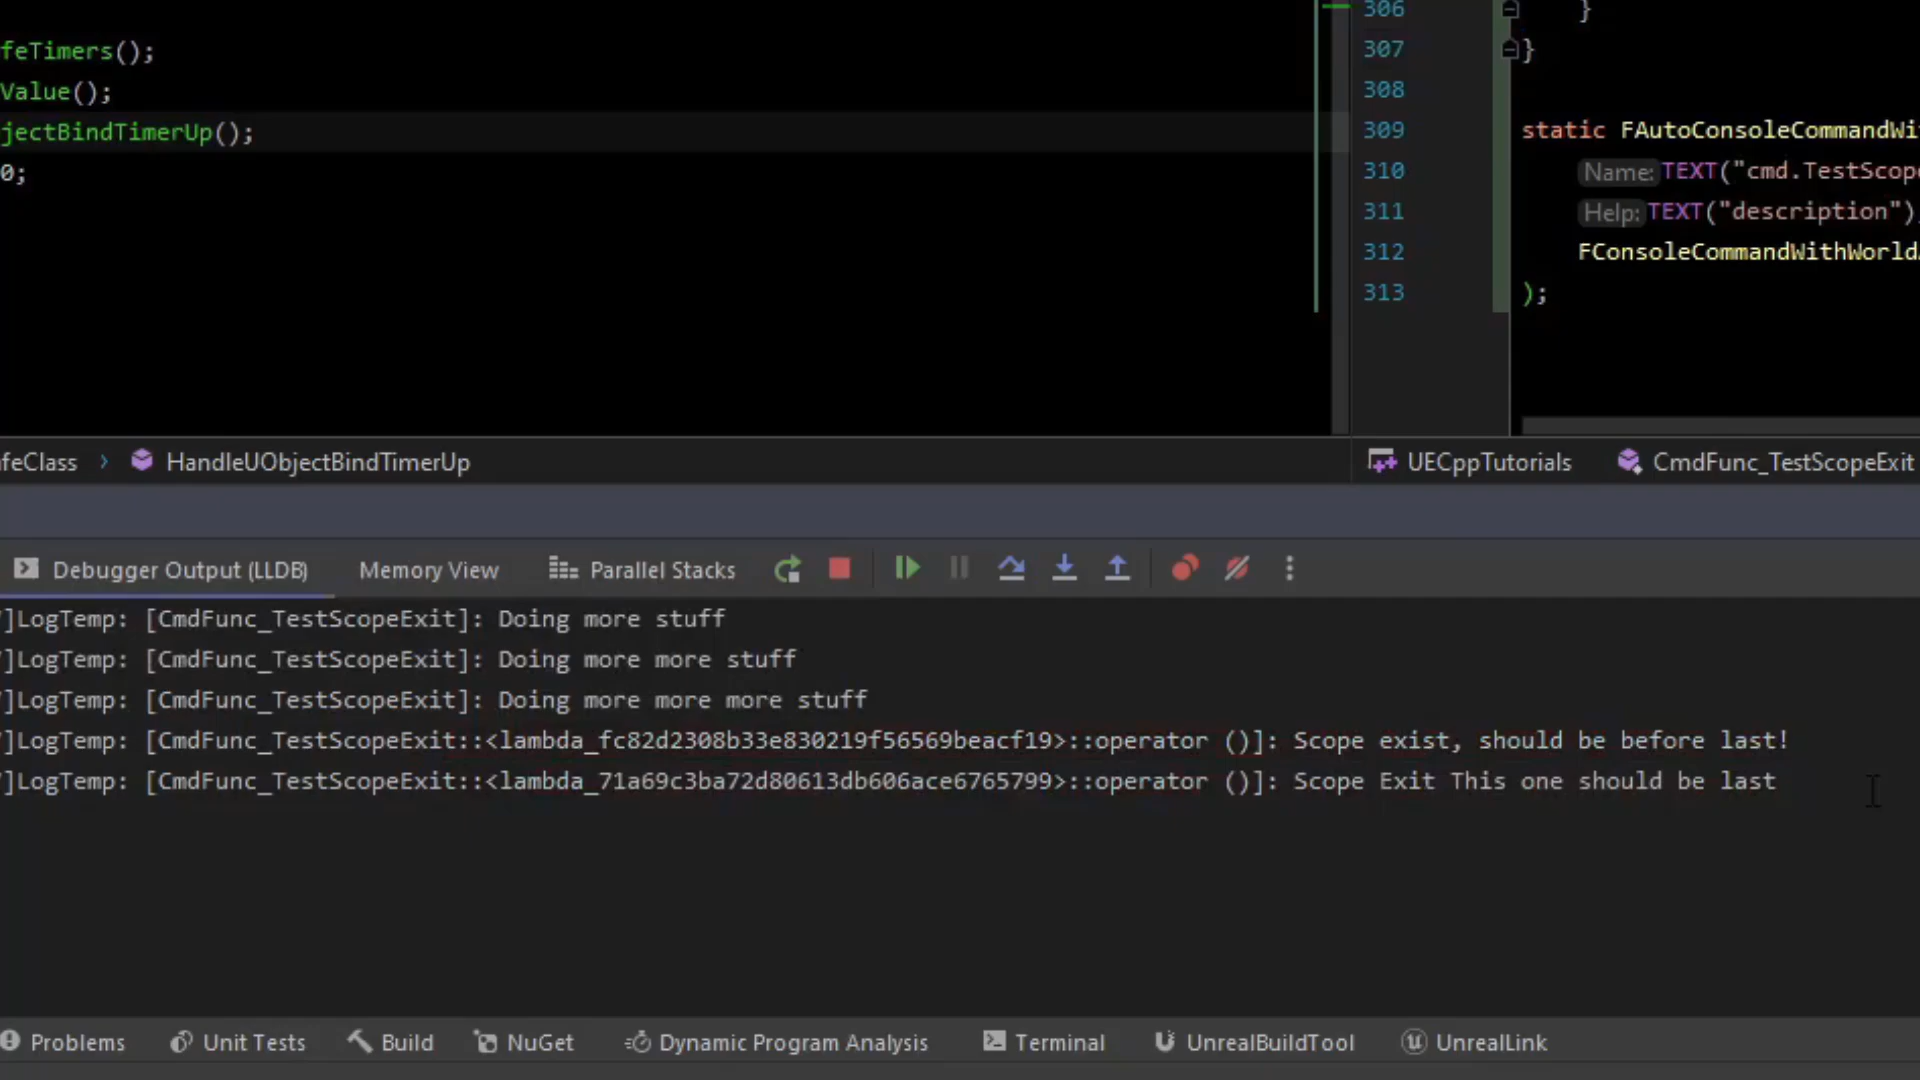 feTimers();
Value();
jectBindTimerUp();
0;
306 }
307 }
308
309 static FAutoConsoleCommandWi
310 Name: TEXT("cmd.TestScope
311 Help: TEXT("description"),
312 FConsoleCommandWithWorldA
313 );
feClass > HandleUObjectBindTimerUp
UECppTutorials CmdFunc_TestScopeExit
Debugger Output (LLDB) Memory View Parallel Stacks
]LogTemp: [CmdFunc_TestScopeExit]: Doing more stuff
]LogTemp: [CmdFunc_TestScopeExit]: Doing more more stuff
]LogTemp: [CmdFunc_TestScopeExit]: Doing more more more stuff
]LogTemp: [CmdFunc_TestScopeExit::<lambda_fc82d2308b33e830219f56569beacf19>::operator ()]: Scope exist, should be before last!
]LogTemp: [CmdFunc_TestScopeExit::<lambda_71a69c3ba72d80613db606ace6765799>::operator ()]: Scope Exit This one should be last
Problems Unit Tests Build NuGet Dynamic Program Analysis Terminal UnrealBuildTool UnrealLink